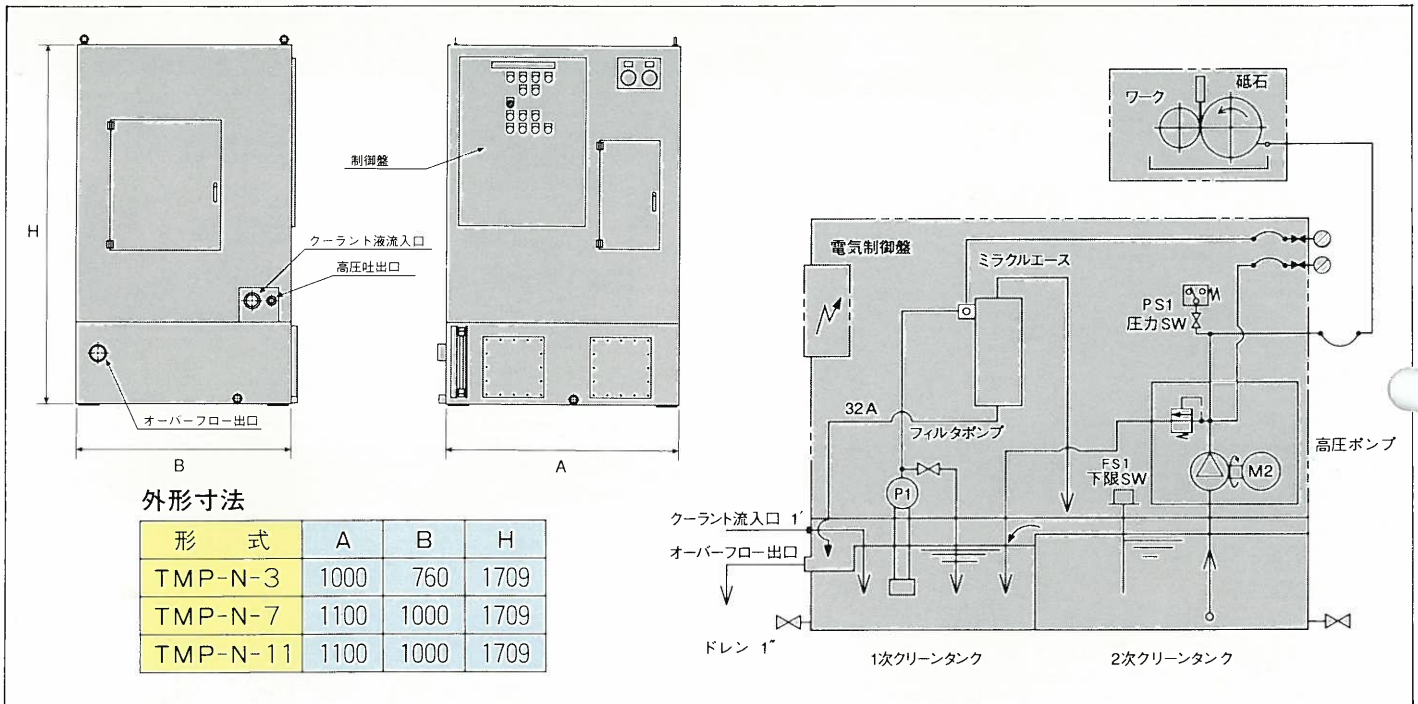 H
B
A
制御盤
クーラント液流入口
高圧吐出口
オーバーフロー出口
外形寸法
形 式 A B H
TMP-N-3 1000 760 1709
TMP-N-7 1100 1000 1709
TMP-N-11 1100 1000 1709
ワーク
砥石
電気制御盤
ミラクルエース
PS1
圧力SW
32A
フィルタポンプ
P1
FS1
下限SW
M2
高圧ポンプ
クーラント流入口 1′
オーバーフロー出口
ドレン 1″
1次クリーンタンク
2次クリーンタンク